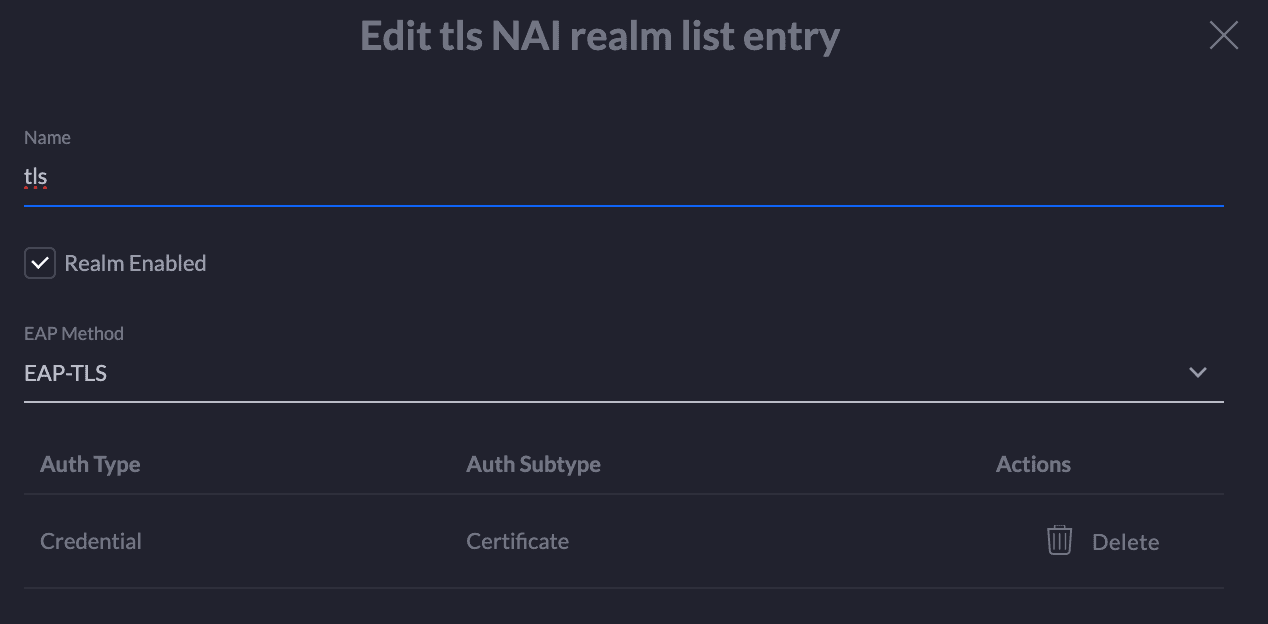 Edit tls NAI realm list entry
Name
tls
Realm Enabled
EAP Method
EAP-TLS
Auth Type Auth Subtype Actions
Credential Certificate Delete